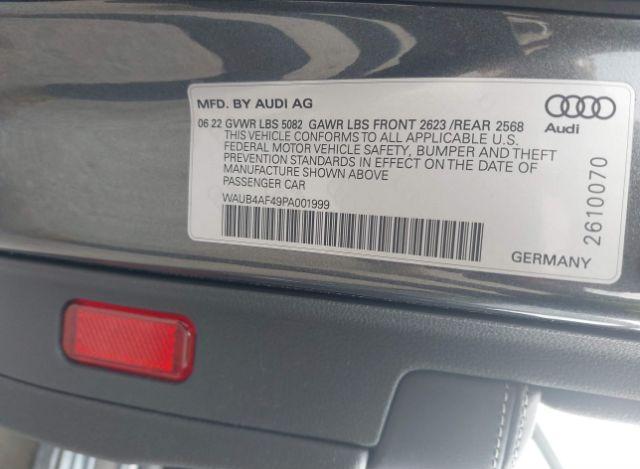 MFD. BY AUDI AG
06 22 GVWR LBS 5082 GAWR LBS FRONT 2623 /REAR 2568
THIS VEHICLE CONFORMS TO ALL APPLICABLE U.S.
FEDERAL MOTOR VEHICLE SAFETY, BUMPER AND THEFT
PREVENTION STANDARDS IN EFFECT ON THE DATE OF
MANUFACTURE SHOWN ABOVE
PASSENGER CAR
WAUB4AF49PA001999
Audi
2610070
GERMANY